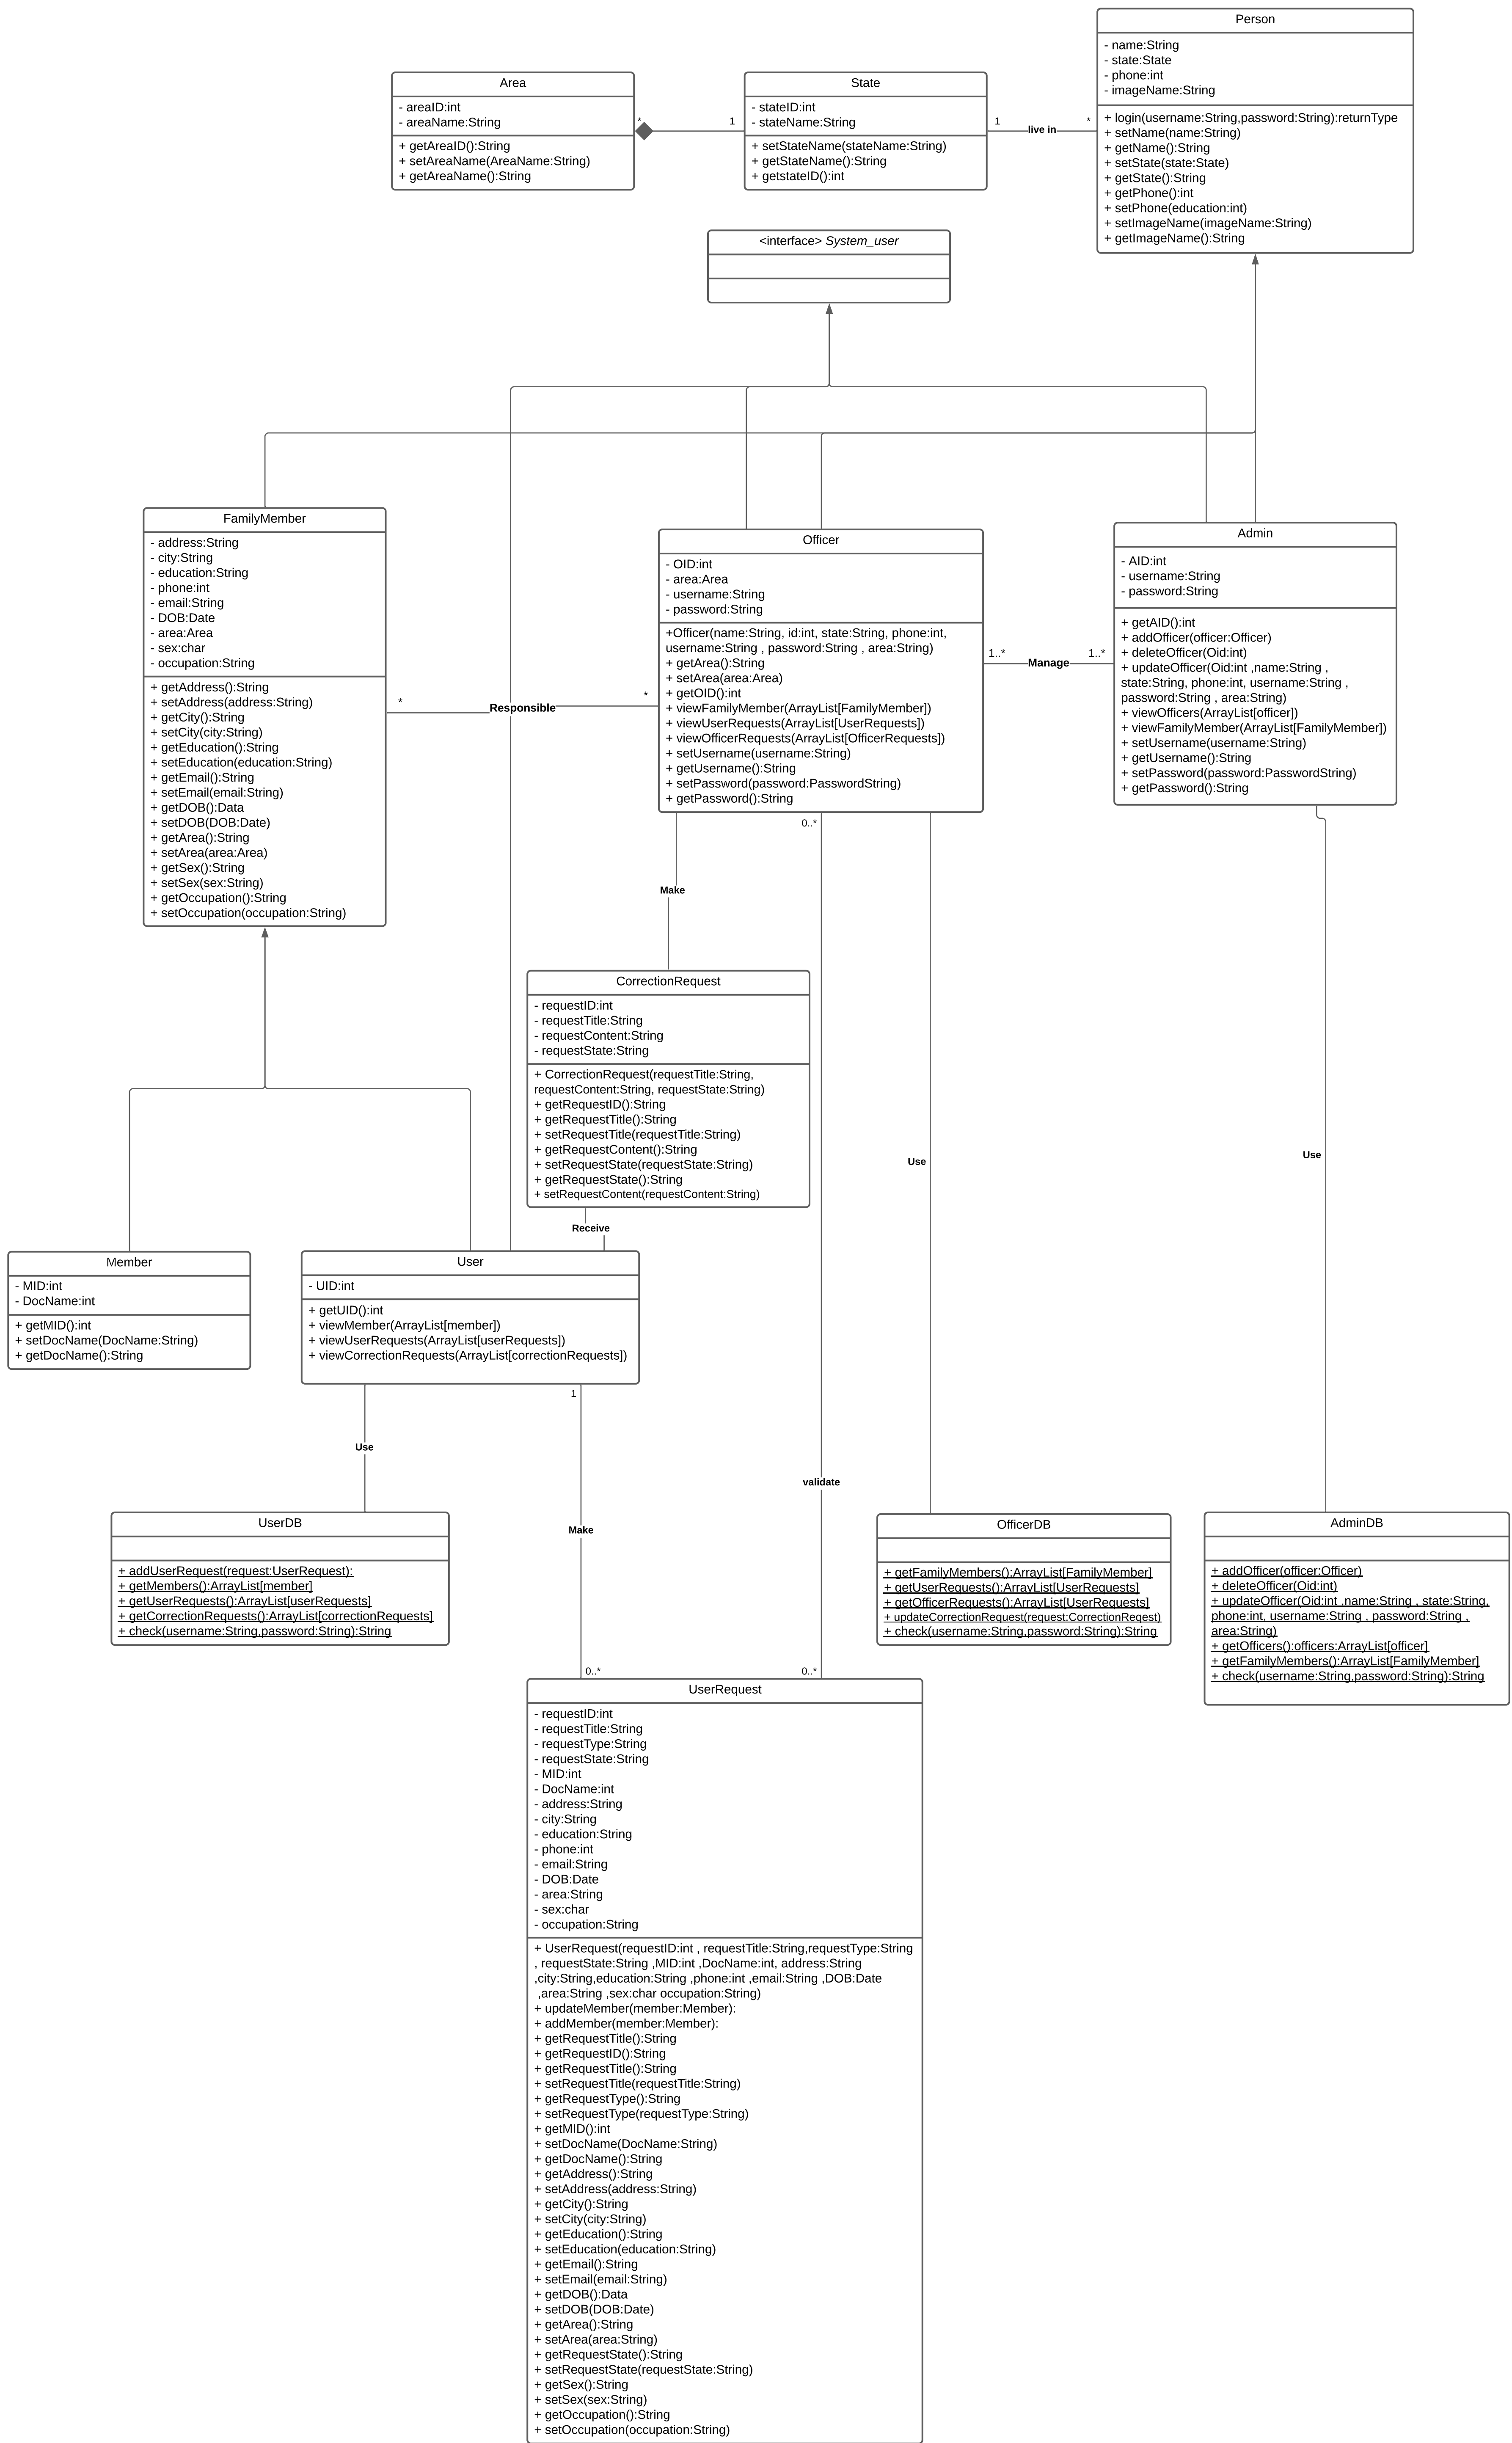 Person
- name:String
- state:State
- phone:int
- imageName:String
+ login(username:String,password:String):returnType
+ setName(name:String)
+ getName():String
+ setState(state:State)
+ getState():String
+ getPhone():int
+ setPhone(education:int)
+ setImageName(imageName:String)
+ getImageName():String
Area
- areaID:int
- areaName:String
+ getAreaID():String
+ setAreaName(AreaName:String)
+ getAreaName():String
*
1
State
- stateID:int
- stateName:String
+ setStateName(stateName:String)
+ getStateName():String
+ getstateID():int
1
live in
*
<interface> System_user
FamilyMember
- address:String
- city:String
- education:String
- phone:int
- email:String
- DOB:Date
- area:Area
- sex:char
- occupation:String
+ getAddress():String
+ setAddress(address:String)
+ getCity():String
+ setCity(city:String)
+ getEducation():String
+ setEducation(education:String)
+ getEmail():String
+ setEmail(email:String)
+ getDOB():Data
+ setDOB(DOB:Date)
+ getArea():String
+ setArea(area:Area)
+ getSex():String
+ setSex(sex:String)
+ getOccupation():String
+ setOccupation(occupation:String)
*
Responsible
*
Officer
- OID:int
- area:Area
- username:String
- password:String
+Officer(name:String, id:int, state:String, phone:int,
username:String , password:String , area:String)
+ getArea():String
+ setArea(area:Area)
+ getOID():int
+ viewFamilyMember(ArrayList[FamilyMember])
+ viewUserRequests(ArrayList[UserRequests])
+ viewOfficerRequests(ArrayList[OfficerRequests])
+ setUsername(username:String)
+ getUsername():String
+ setPassword(password:PasswordString)
+ getPassword():String
1..*
Manage
1..*
Admin
- AID:int
- username:String
- password:String
+ getAID():int
+ addOfficer(officer:Officer)
+ deleteOfficer(Oid:int)
+ updateOfficer(Oid:int ,name:String ,
state:String, phone:int, username:String ,
password:String , area:String)
+ viewOfficers(ArrayList[officer])
+ viewFamilyMember(ArrayList[FamilyMember])
+ setUsername(username:String)
+ getUsername():String
+ setPassword(password:PasswordString)
+ getPassword():String
0..*
Make
CorrectionRequest
- requestID:int
- requestTitle:String
- requestContent:String
- requestState:String
+ CorrectionRequest(requestTitle:String,
requestContent:String, requestState:String)
+ getRequestID():String
+ getRequestTitle():String
+ setRequestTitle(requestTitle:String)
+ getRequestContent():String
+ setRequestState(requestState:String)
+ getRequestState():String
+ setRequestContent(requestContent:String)
Use
Use
Receive
Member
- MID:int
- DocName:int
+ getMID():int
+ setDocName(DocName:String)
+ getDocName():String
User
- UID:int
+ getUID():int
+ viewMember(ArrayList[member])
+ viewUserRequests(ArrayList[userRequests])
+ viewCorrectionRequests(ArrayList[correctionRequests])
1
Use
validate
Make
UserDB
+ addUserRequest(request:UserRequest):
+ getMembers():ArrayList[member]
+ getUserRequests():ArrayList[userRequests]
+ getCorrectionRequests():ArrayList[correctionRequests]
+ check(username:String,password:String):String
OfficerDB
+ getFamilyMembers():ArrayList[FamilyMember]
+ getUserRequests():ArrayList[UserRequests]
+ getOfficerRequests():ArrayList[UserRequests]
+ updateCorrectionRequest(request:CorrectionReqest)
+ check(username:String,password:String):String
AdminDB
+ addOfficer(officer:Officer)
+ deleteOfficer(Oid:int)
+ updateOfficer(Oid:int ,name:String , state:String,
phone:int, username:String , password:String ,
area:String)
+ getOfficers():officers:ArrayList[officer]
+ getFamilyMembers():ArrayList[FamilyMember]
+ check(username:String,password:String):String
0..*
0..*
UserRequest
- requestID:int
- requestTitle:String
- requestType:String
- requestState:String
- MID:int
- DocName:int
- address:String
- city:String
- education:String
- phone:int
- email:String
- DOB:Date
- area:String
- sex:char
- occupation:String
+ UserRequest(requestID:int , requestTitle:String,requestType:String
, requestState:String ,MID:int ,DocName:int, address:String
,city:String,education:String ,phone:int ,email:String ,DOB:Date
,area:String ,sex:char occupation:String)
+ updateMember(member:Member):
+ addMember(member:Member):
+ getRequestTitle():String
+ getRequestID():String
+ getRequestTitle():String
+ setRequestTitle(requestTitle:String)
+ getRequestType():String
+ setRequestType(requestType:String)
+ getMID():int
+ setDocName(DocName:String)
+ getDocName():String
+ getAddress():String
+ setAddress(address:String)
+ getCity():String
+ setCity(city:String)
+ getEducation():String
+ setEducation(education:String)
+ getEmail():String
+ setEmail(email:String)
+ getDOB():Data
+ setDOB(DOB:Date)
+ getArea():String
+ setArea(area:String)
+ getRequestState():String
+ setRequestState(requestState:String)
+ getSex():String
+ setSex(sex:String)
+ getOccupation():String
+ setOccupation(occupation:String)